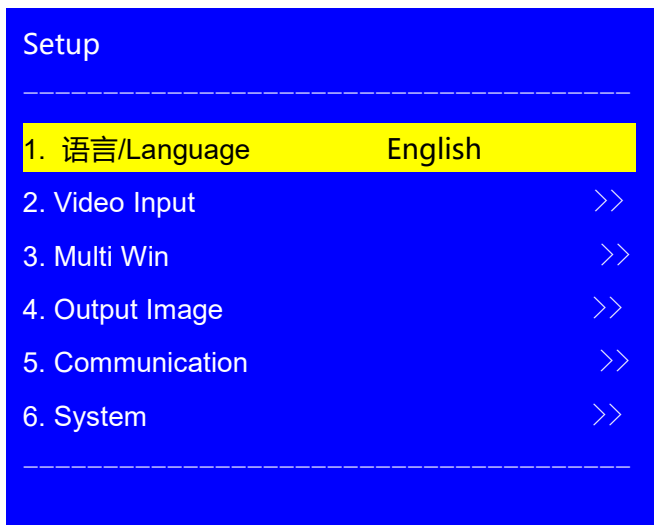 Setup
--------------------------------------
1. 语言/Language English
2. Video Input >>
3. Multi Win >>
4. Output Image >>
5. Communication >>
6. System >>
--------------------------------------